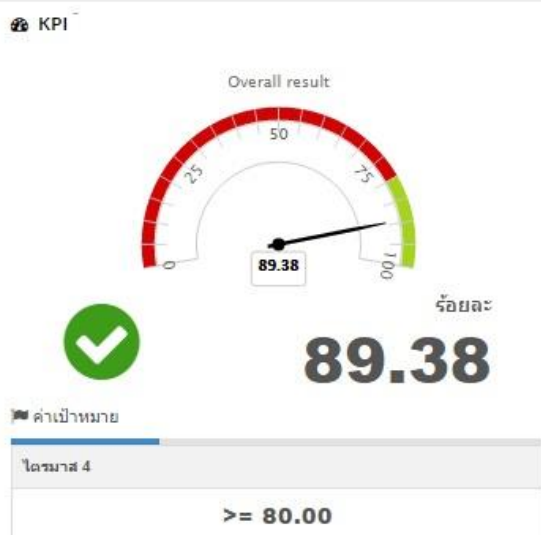 KPI
Overall result
0
25
50
75
100
89.38
ร้อยละ
89.38
ค่าเป้าหมาย
ไตรมาส 4
>= 80.00